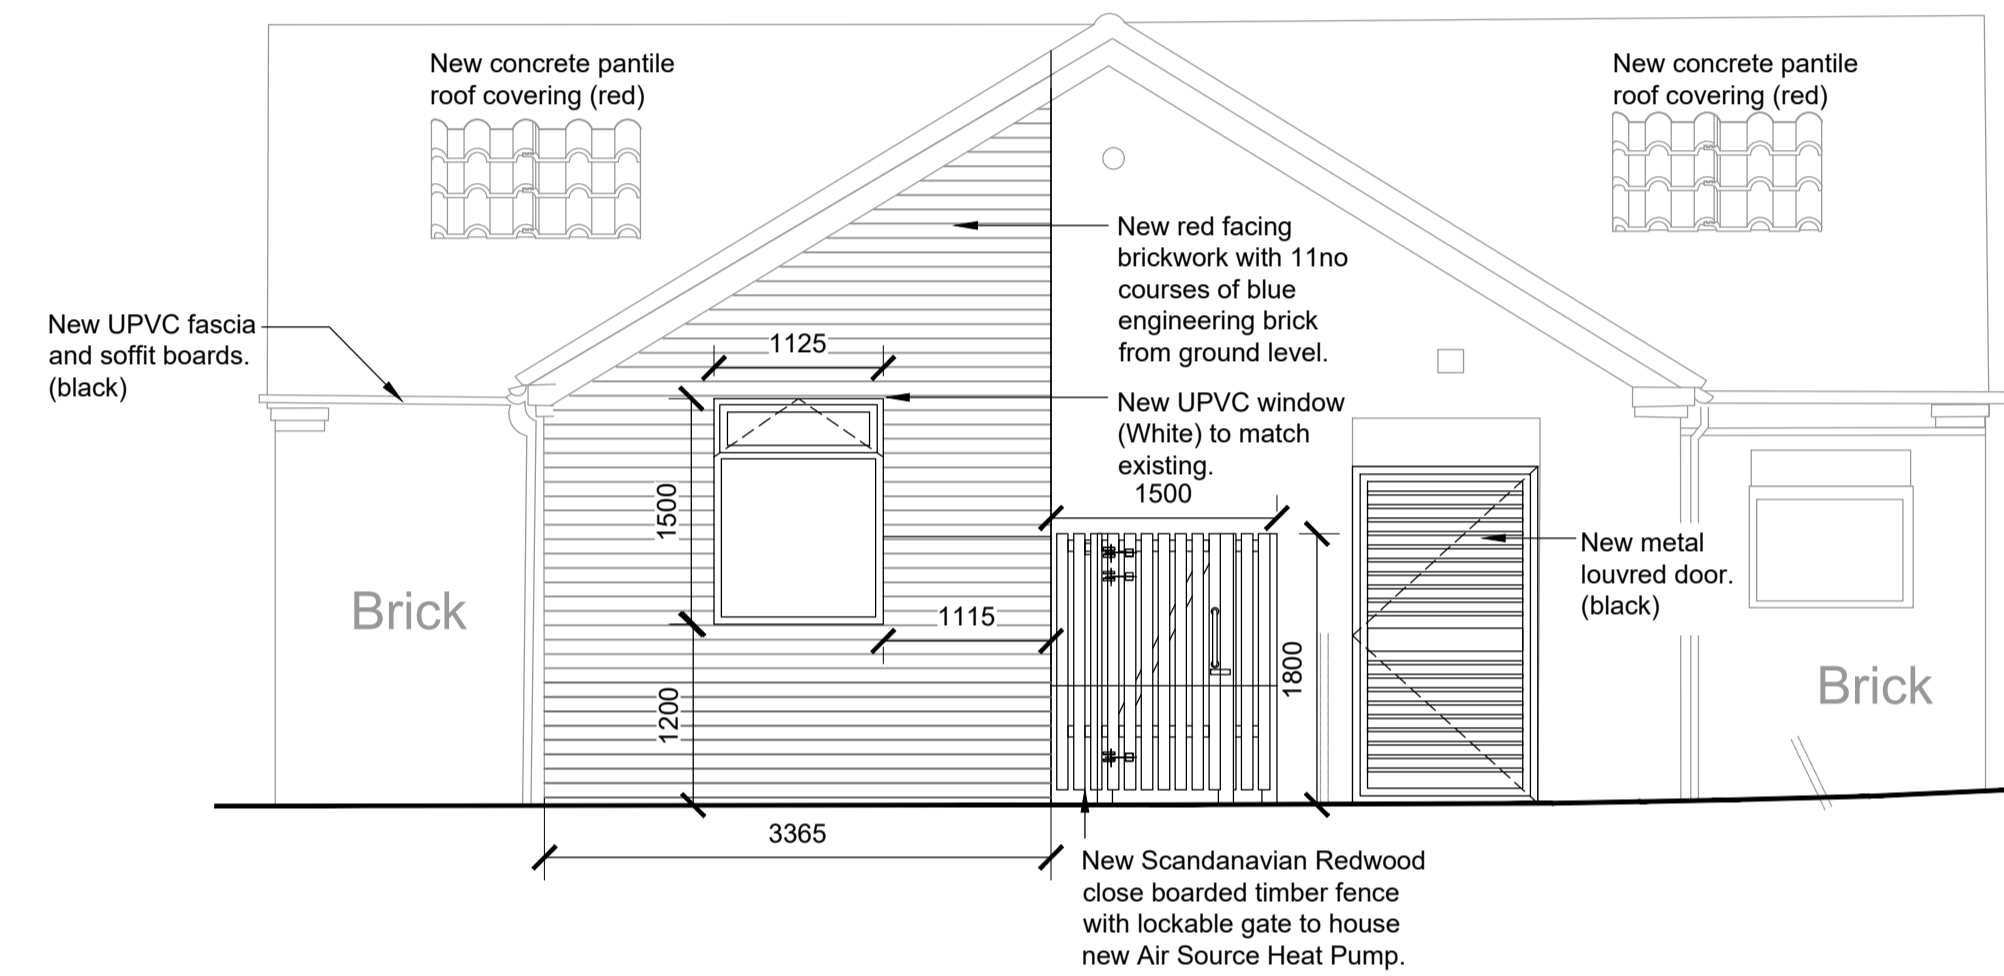 New concrete pantile
roof covering (red)
New concrete pantile
roof covering (red)
New red facing
brickwork with 11no
courses of blue
engineering brick
from ground level.
New UPVC fascia
and soffit boards.
(black)
1125
New UPVC window
(White) to match
existing.
1500
1500
New metal
louvred door.
(black)
Brick
1115
1800
Brick
1200
3365
New Scandanavian Redwood
close boarded timber fence
with lockable gate to house
new Air Source Heat Pump.